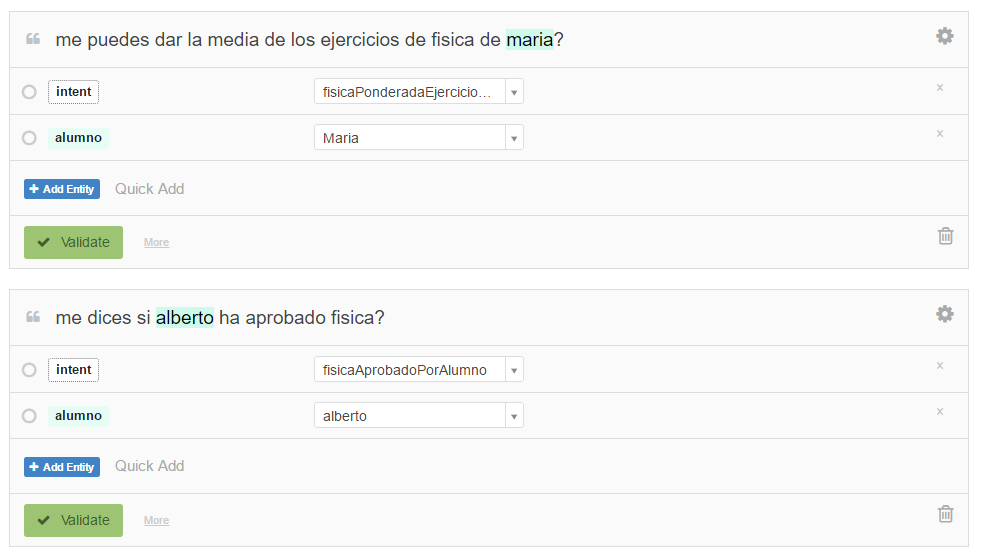 me puedes dar la media de los ejercicios de fisica de maria?
intent fisicaPonderadaEjercicio... x
alumno Maria x
+ Add Entity Quick Add
Validate More
me dices si alberto ha aprobado fisica?
intent fisicaAprobadoPorAlumno x
alumno alberto x
+ Add Entity Quick Add
Validate More